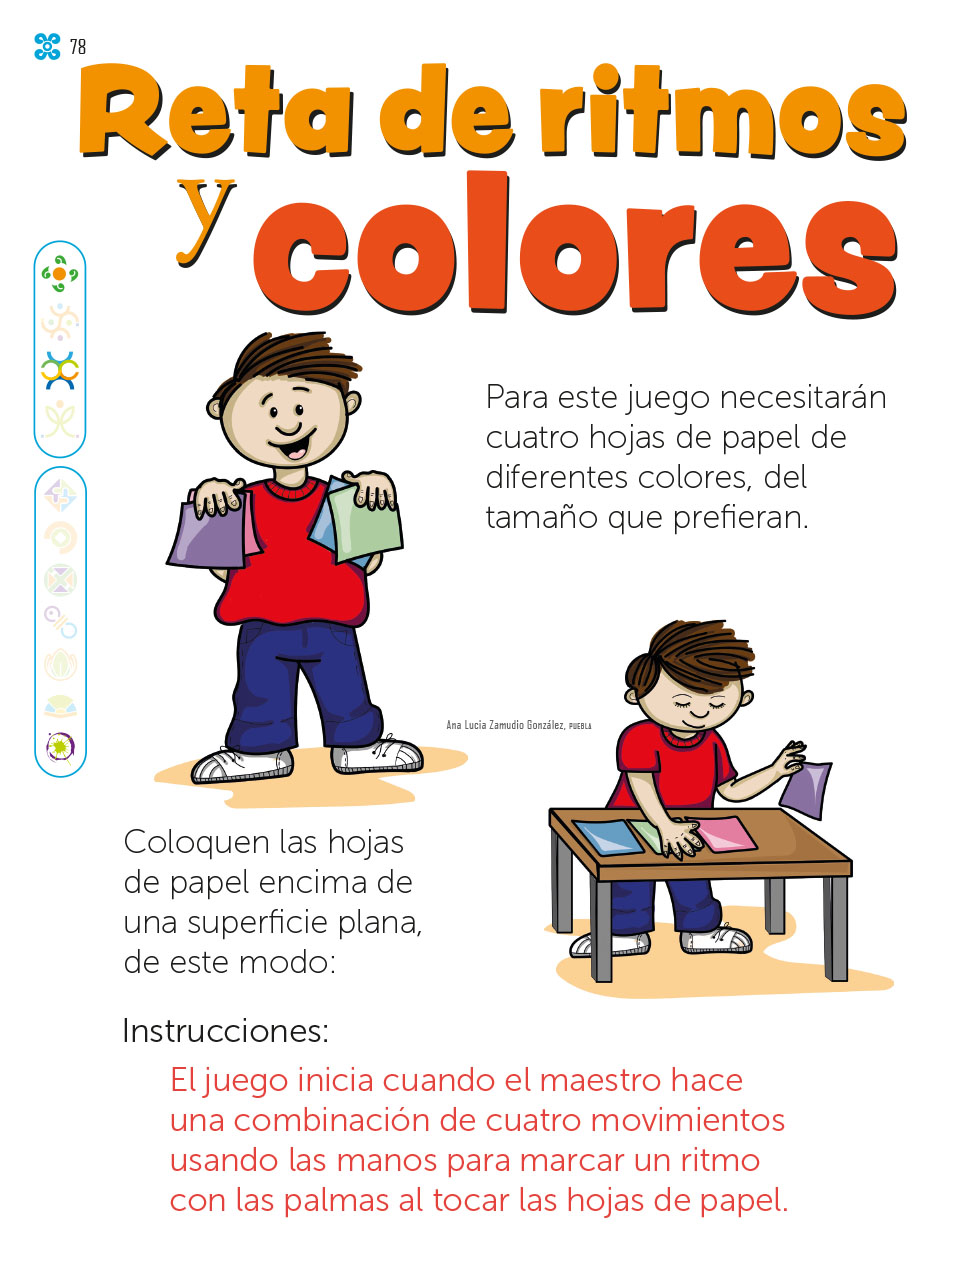 78
Reta de ritmos
y colores
Para este juego necesitarán
cuatro hojas de papel de
diferentes colores, del
tamaño que prefieran.
Ana Lucia Zamudio González, PUEBLA
Coloquen las hojas
de papel encima de
una superficie plana,
de este modo:
Instrucciones:
El juego inicia cuando el maestro hace
una combinación de cuatro movimientos
usando las manos para marcar un ritmo
con las palmas al tocar las hojas de papel.